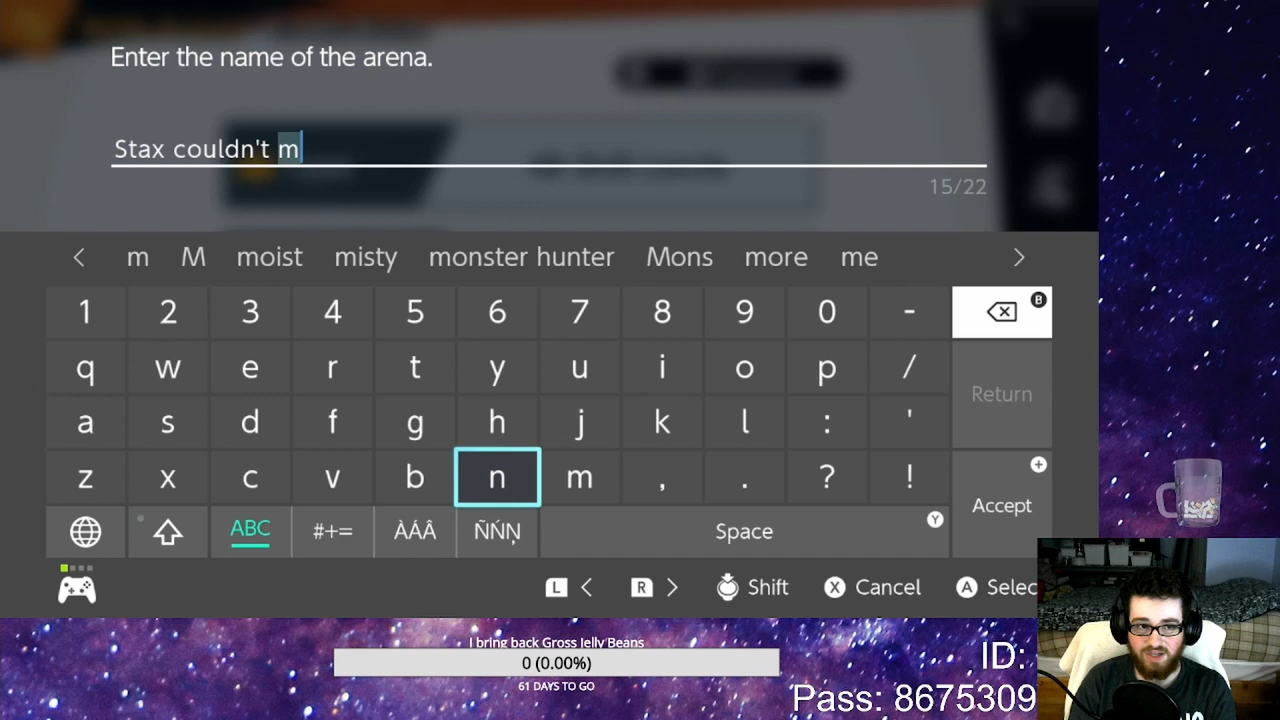 Enter the name of the arena.
Stax couldn't m
15/22
< m M moist misty monster hunter Mons more me >
1 2 3 4 5 6 7 8 9 0 - B
q w e r t y u i o p / Return
a s d f g h j k l : '
z x c v b n m , . ? ! + Accept
ABC #+= ÀÁÂ ÑŃŅ Space Y
L < R > Shift X Cancel A Selec
I bring back Gross Jelly Beans
0 (0.00%)
61 DAYS TO GO
ID:
Pass: 8675309